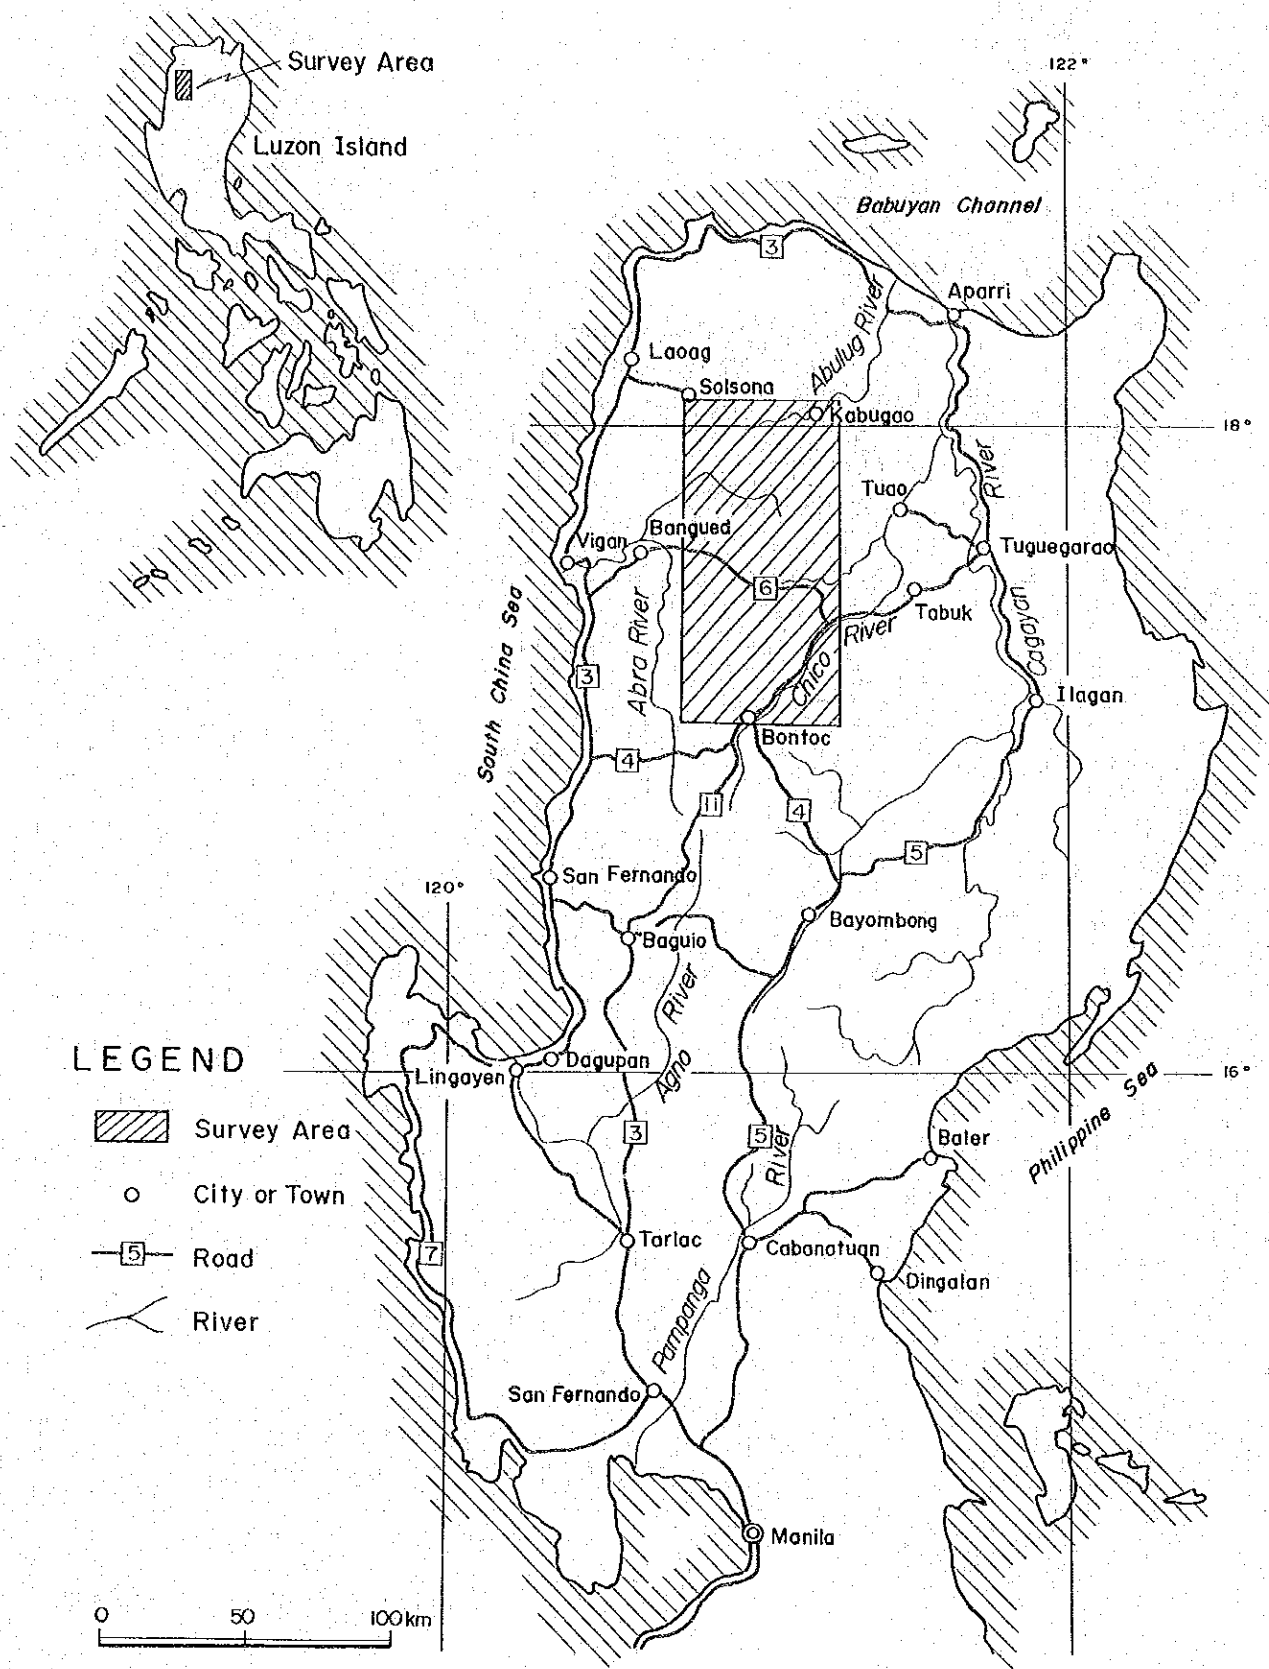 Survey Area
Luzon Island
122°
Babuyan Channel
3
Aparri
Abulug River
Laoag
Solsona
Kabugao
18°
River
Tuao
Vigan
Bangued
Tuguegarao
6
Tabuk
Cagayan
South China Sea
Abra River
River
Chico
3
Ilagan
Bontoc
4
11
4
5
San Fernando
120°
Bayombong
Baguio
River
LEGEND
Dagupan
Lingayen
Agno
16°
Philippine Sea
Survey Area
3
5
River
Baler
City or Town
5
Road
7
Tarlac
Cabanatuan
Dingalan
River
Pampanga
San Fernando
Manila
0
50
100km